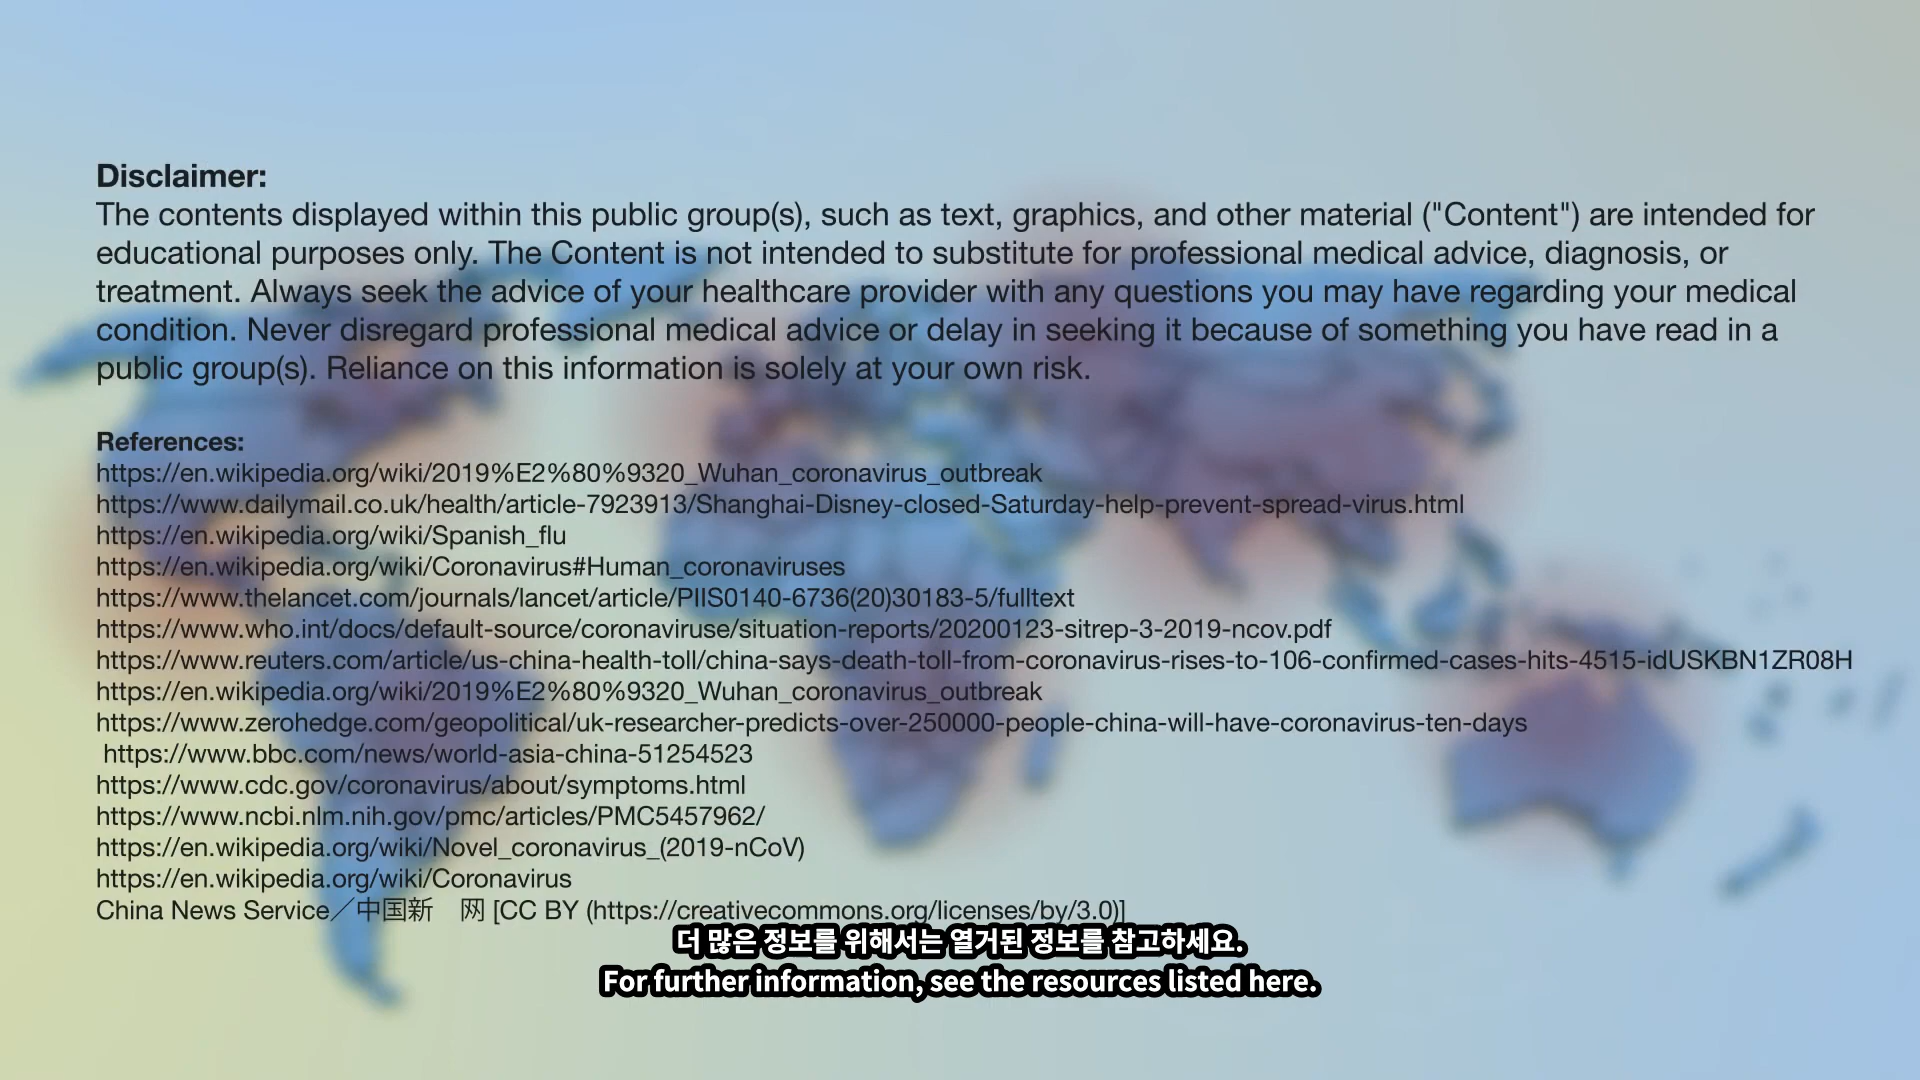 Disclaimer:
The contents displayed within this public group(s), such as text, graphics, and other material ("Content") are intended for
educational purposes only. The Content is not intended to substitute for professional medical advice, diagnosis, or
treatment. Always seek the advice of your healthcare provider with any questions you may have regarding your medical
condition. Never disregard professional medical advice or delay in seeking it because of something you have read in a
public group(s). Reliance on this information is solely at your own risk.
References:
https://en.wikipedia.org/wiki/2019%E2%80%9320_Wuhan_coronavirus_outbreak
https://www.dailymail.co.uk/health/article-7923913/Shanghai-Disney-closed-Saturday-help-prevent-spread-virus.html
https://en.wikipedia.org/wiki/Spanish_flu
https://en.wikipedia.org/wiki/Coronavirus#Human_coronaviruses
https://www.thelancet.com/journals/lancet/article/PIIS0140-6736(20)30183-5/fulltext
https://www.who.int/docs/default-source/coronaviruse/situation-reports/20200123-sitrep-3-2019-ncov.pdf
https://www.reuters.com/article/us-china-health-toll/china-says-death-toll-from-coronavirus-rises-to-106-confirmed-cases-hits-4515-idUSKBN1ZR08H
https://en.wikipedia.org/wiki/2019%E2%80%9320_Wuhan_coronavirus_outbreak
https://www.zerohedge.com/geopolitical/uk-researcher-predicts-over-250000-people-china-will-have-coronavirus-ten-days
https://www.bbc.com/news/world-asia-china-51254523
https://www.cdc.gov/coronavirus/about/symptoms.html
https://www.ncbi.nlm.nih.gov/pmc/articles/PMC5457962/
https://en.wikipedia.org/wiki/Novel_coronavirus_(2019-nCoV)
https://en.wikipedia.org/wiki/Coronavirus
China News Service／中国新　网 [CC BY (https://creativecommons.org/licenses/by/3.0)]
더 많은 정보를 위해서는 열거된 정보를 참고하세요.
For further information, see the resources listed here.